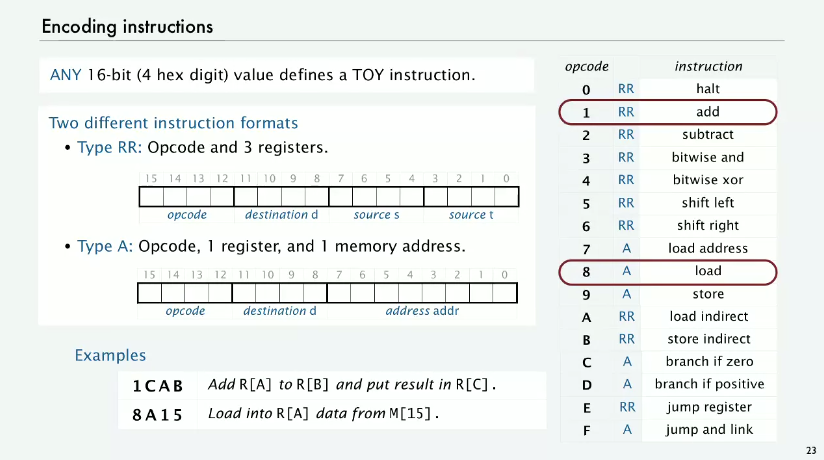 Encoding instructions
ANY 16-bit (4 hex digit) value defines a TOY instruction.
Two different instruction formats
• Type RR: Opcode and 3 registers.
15 14 13 12 11 10 9 8 7 6 5 4 3 2 1 0
opcode destination d source s source t
• Type A: Opcode, 1 register, and 1 memory address.
15 14 13 12 11 10 9 8 7 6 5 4 3 2 1 0
opcode destination d address addr
Examples
1CAB Add R[A] to R[B] and put result in R[C].
8A15 Load into R[A] data from M[15].
opcode instruction
0 RR halt
1 RR add
2 RR subtract
3 RR bitwise and
4 RR bitwise xor
5 RR shift left
6 RR shift right
7 A load address
8 A load
9 A store
A RR load indirect
B RR store indirect
C A branch if zero
D A branch if positive
E RR jump register
F A jump and link
23